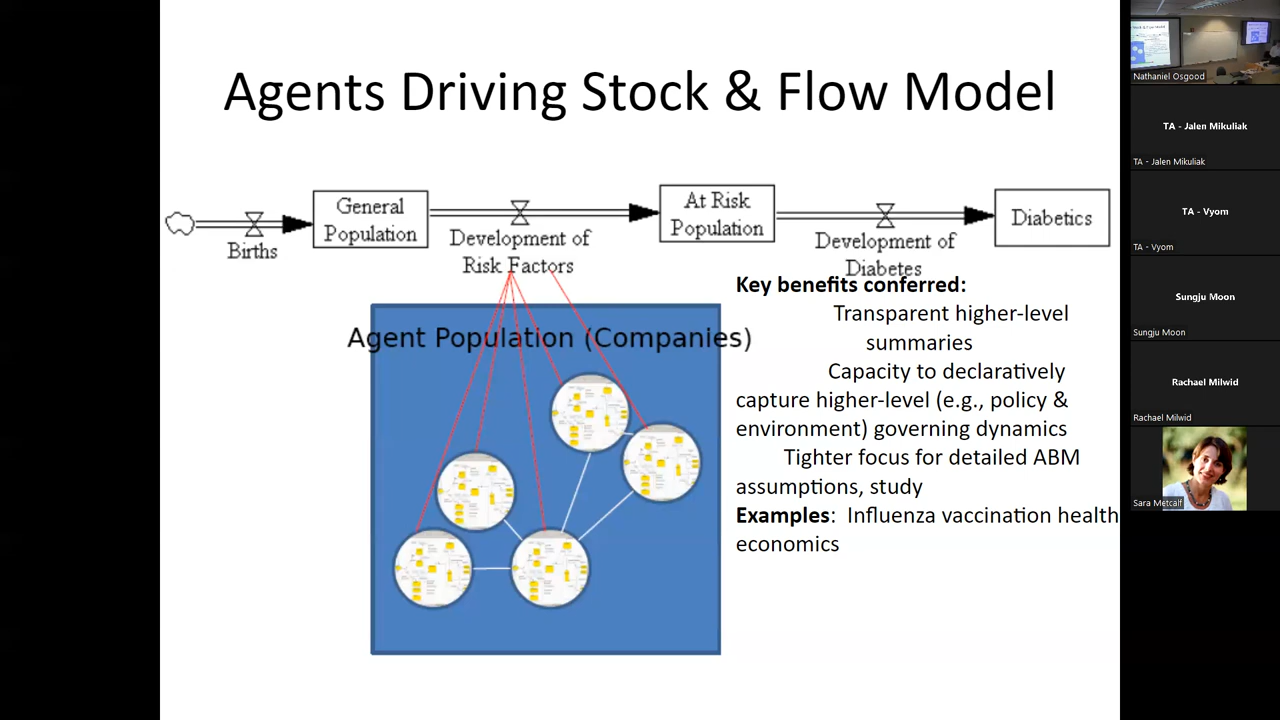 Agents Driving Stock & Flow Model
Births
General
Population
Development of
Risk Factors
At Risk
Population
Development of
Diabetes
Diabetics
Agent Population (Companies)
Key benefits conferred:
Transparent higher-level
summaries
Capacity to declaratively
capture higher-level (e.g., policy &
environment) governing dynamics
Tighter focus for detailed ABM
assumptions, study
Examples:  Influenza vaccination health
economics
Nathaniel Osgood
TA - Jalen Mikuliak
TA - Jalen Mikuliak
TA - Vyom
TA - Vyom
Sungju Moon
Sungju Moon
Rachael Milwid
Rachael Milwid
Sara Metcalf